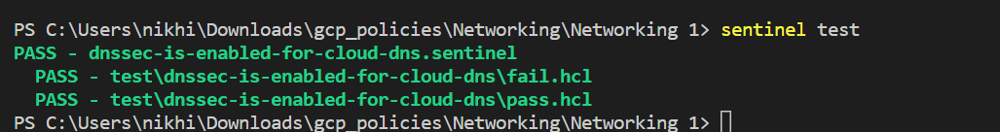 PS C:\Users\nikhi\Downloads\gcp_policies\Networking\Networking 1> sentinel test
PASS - dnssec-is-enabled-for-cloud-dns.sentinel
  PASS - test\dnssec-is-enabled-for-cloud-dns\fail.hcl
  PASS - test\dnssec-is-enabled-for-cloud-dns\pass.hcl
PS C:\Users\nikhi\Downloads\gcp_policies\Networking\Networking 1>